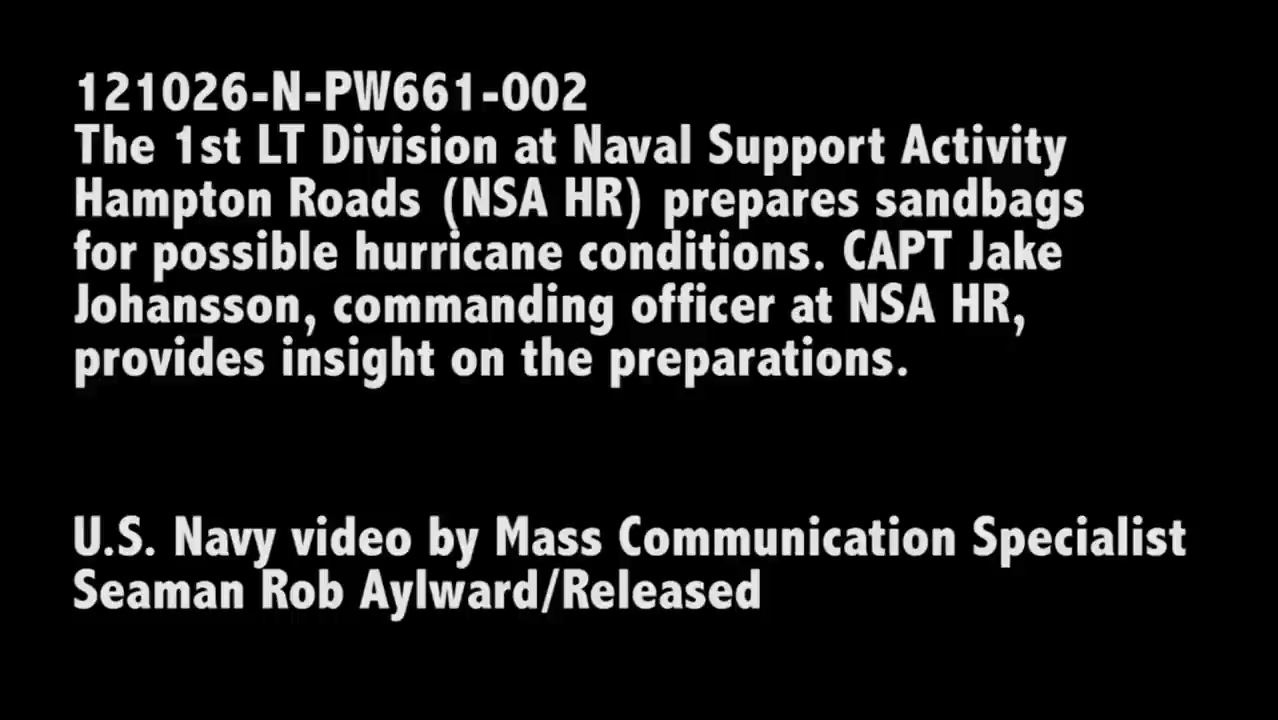 121026-N-PW661-002
The 1st LT Division at Naval Support Activity
Hampton Roads (NSA HR) prepares sandbags
for possible hurricane conditions. CAPT Jake
Johansson, commanding officer at NSA HR,
provides insight on the preparations.
U.S. Navy video by Mass Communication Specialist
Seaman Rob Aylward/Released